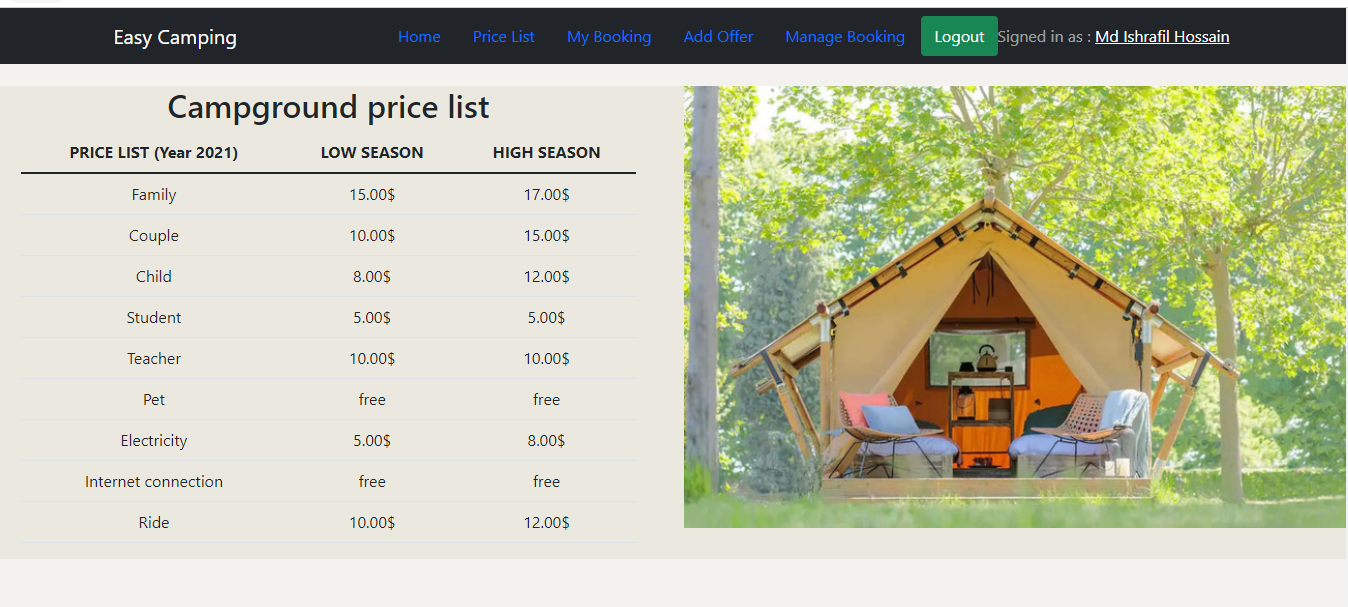 Easy Camping Home Price List My Booking Add Offer Manage Booking Logout Signed in as : Md Ishrafil Hossain
Campground price list
PRICE LIST (Year 2021) LOW SEASON HIGH SEASON
Family 15.00$ 17.00$
Couple 10.00$ 15.00$
Child 8.00$ 12.00$
Student 5.00$ 5.00$
Teacher 10.00$ 10.00$
Pet free free
Electricity 5.00$ 8.00$
Internet connection free free
Ride 10.00$ 12.00$